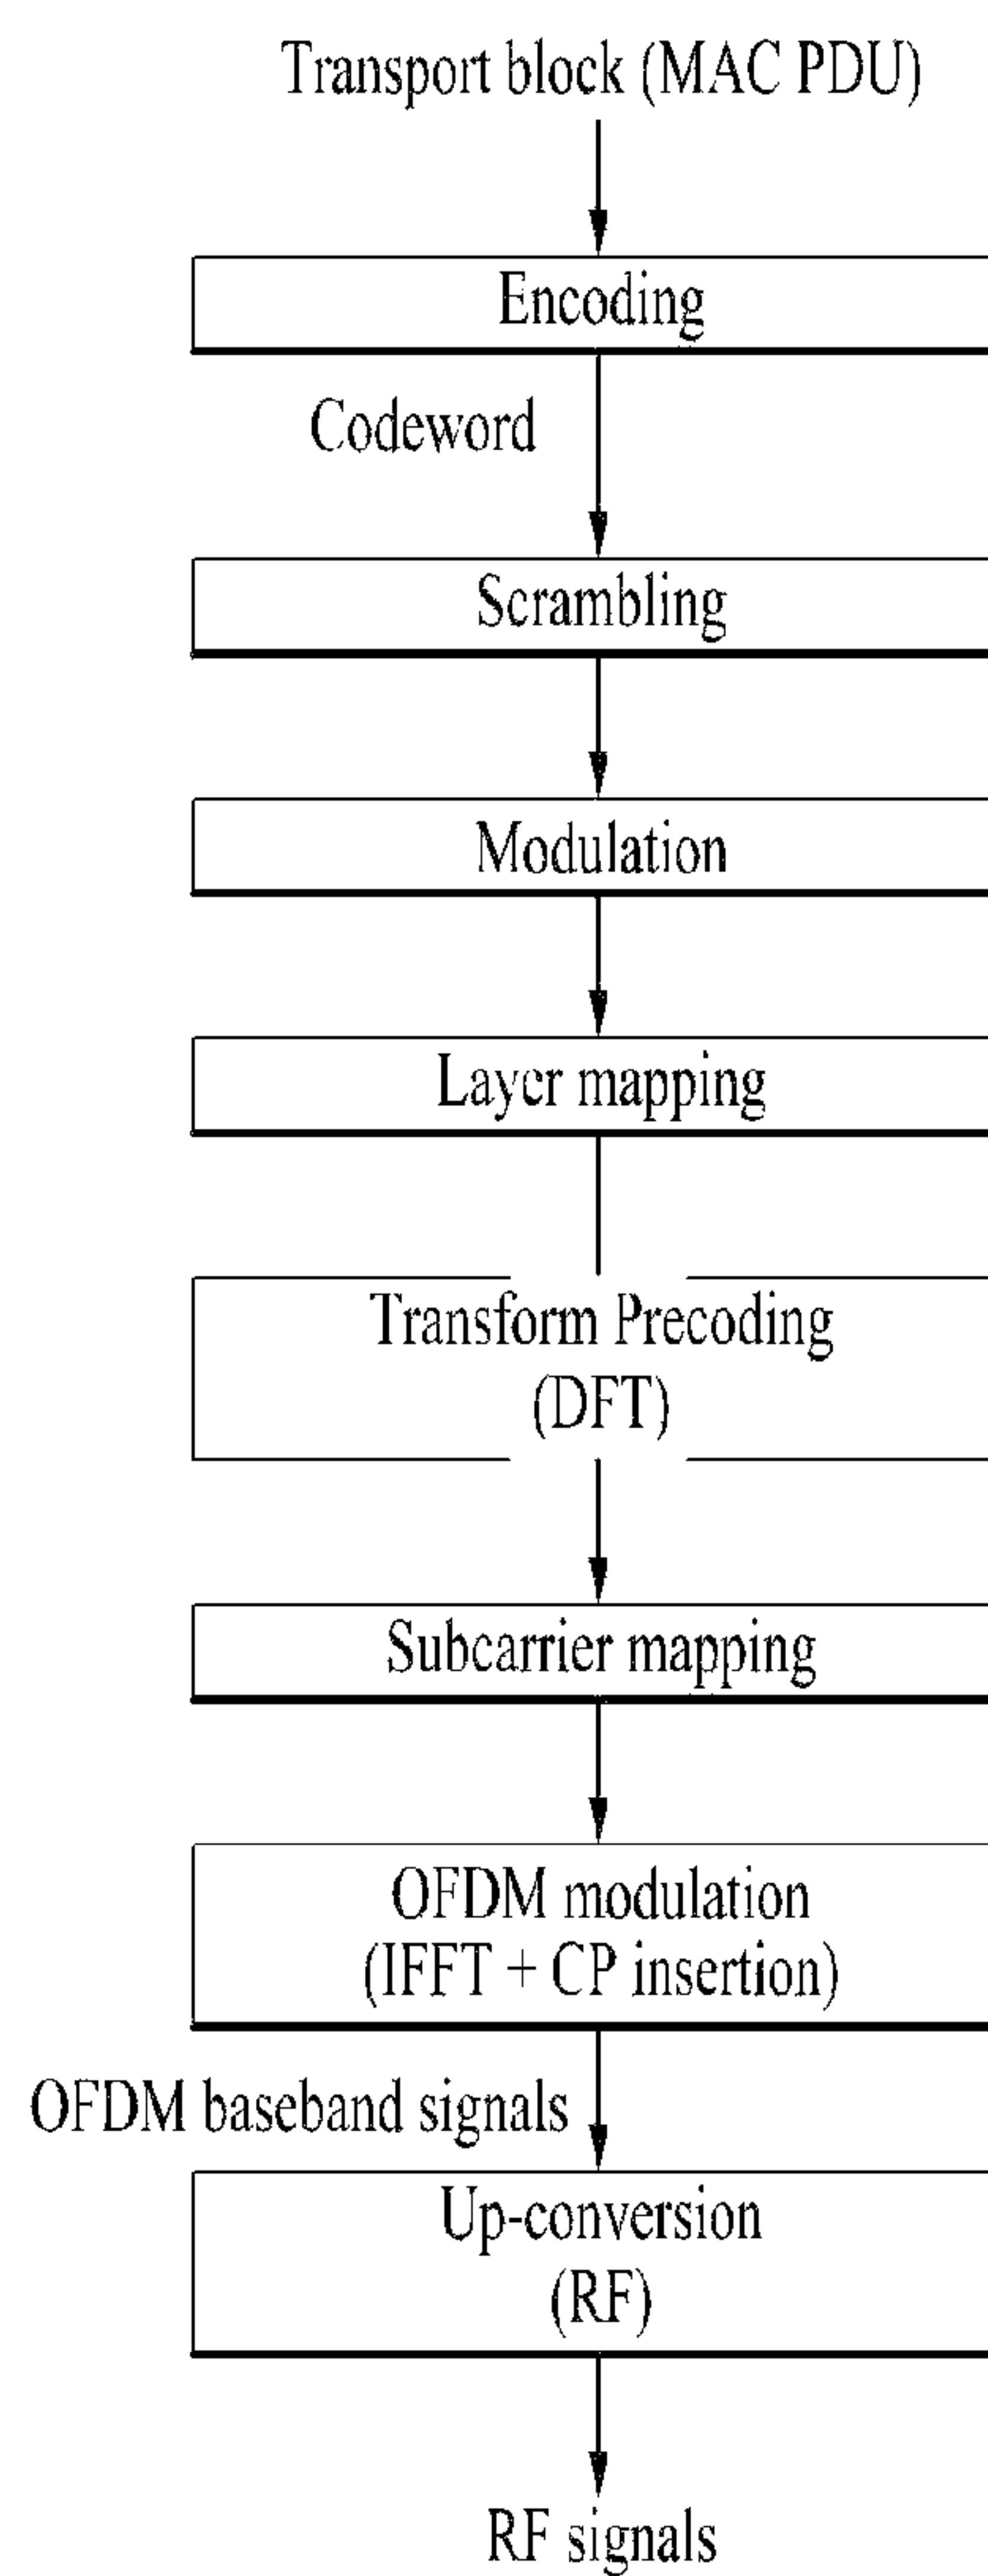 Transport block (MAC PDU)
Encoding
Codeword
Scrambling
Modulation
Layer mapping
Transform Precoding
(DFT)
Subcarrier mapping
OFDM modulation
(IFFT + CP insertion)
OFDM baseband signals
Up-conversion
(RF)
RF signals